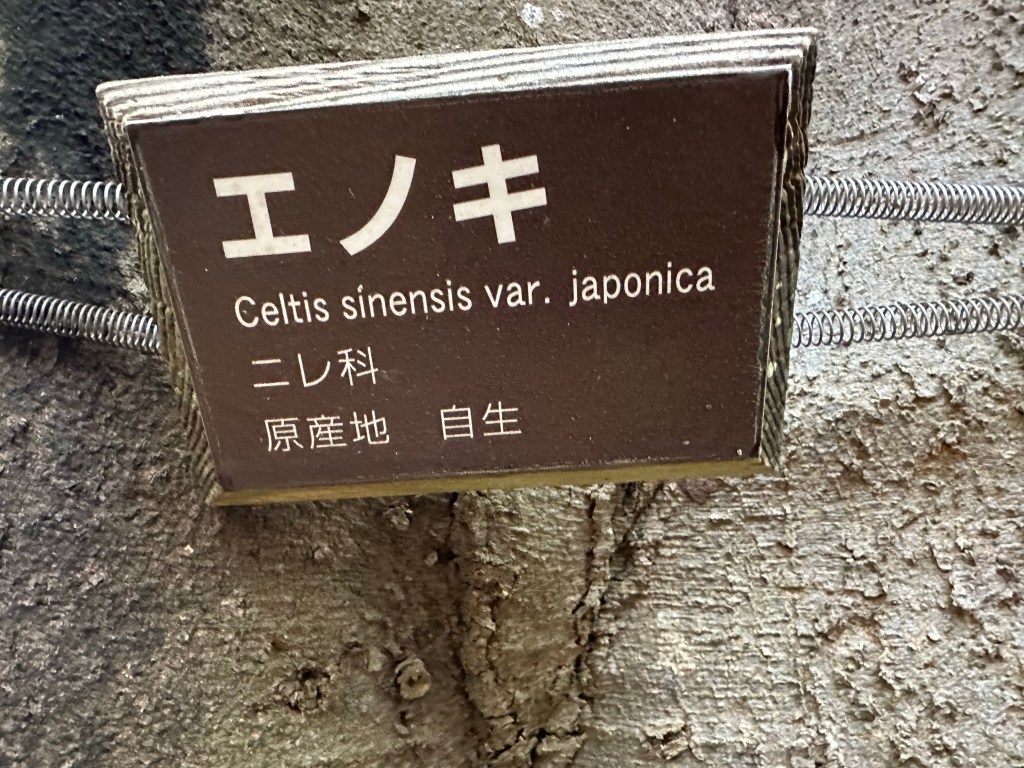 エノキ
Celtis sinensis var. japonica
ニレ科
原産地　自生